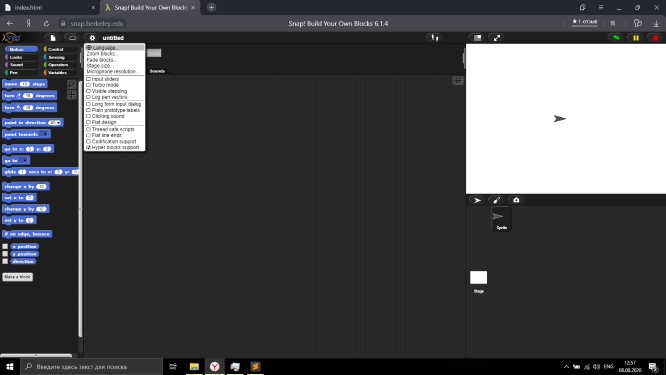 index.html
Snap! Build Your Own Blocks
snap.berkeley.edu
Snap! Build Your Own Blocks 6.1.4
★ 1 отзыв
untitled
Motion
Control
Looks
Sensing
Sound
Operators
Pen
Variables
Language...
Zoom blocks...
Fade blocks...
Stage size...
Microphone resolution...
Input sliders
Turbo mode
Visible stepping
Log pen vectors
Long form input dialog
Plain prototype labels
Clicking sound
Flat design
Thread safe scripts
Flat line ends
Codification support
Hyper blocks support
Sounds
move 10 steps
turn 15 degrees
turn 15 degrees
point in direction 90
point towards
go to x: 0 y: 0
go to
glide 1 secs to x: 0 y:
change x by 10
set x to 0
change y by 10
set y to 0
if on edge, bounce
x position
y position
direction
Make a block
Sprite
Stage
Введите здесь текст для поиска
ENG
12:57
08.08.2020